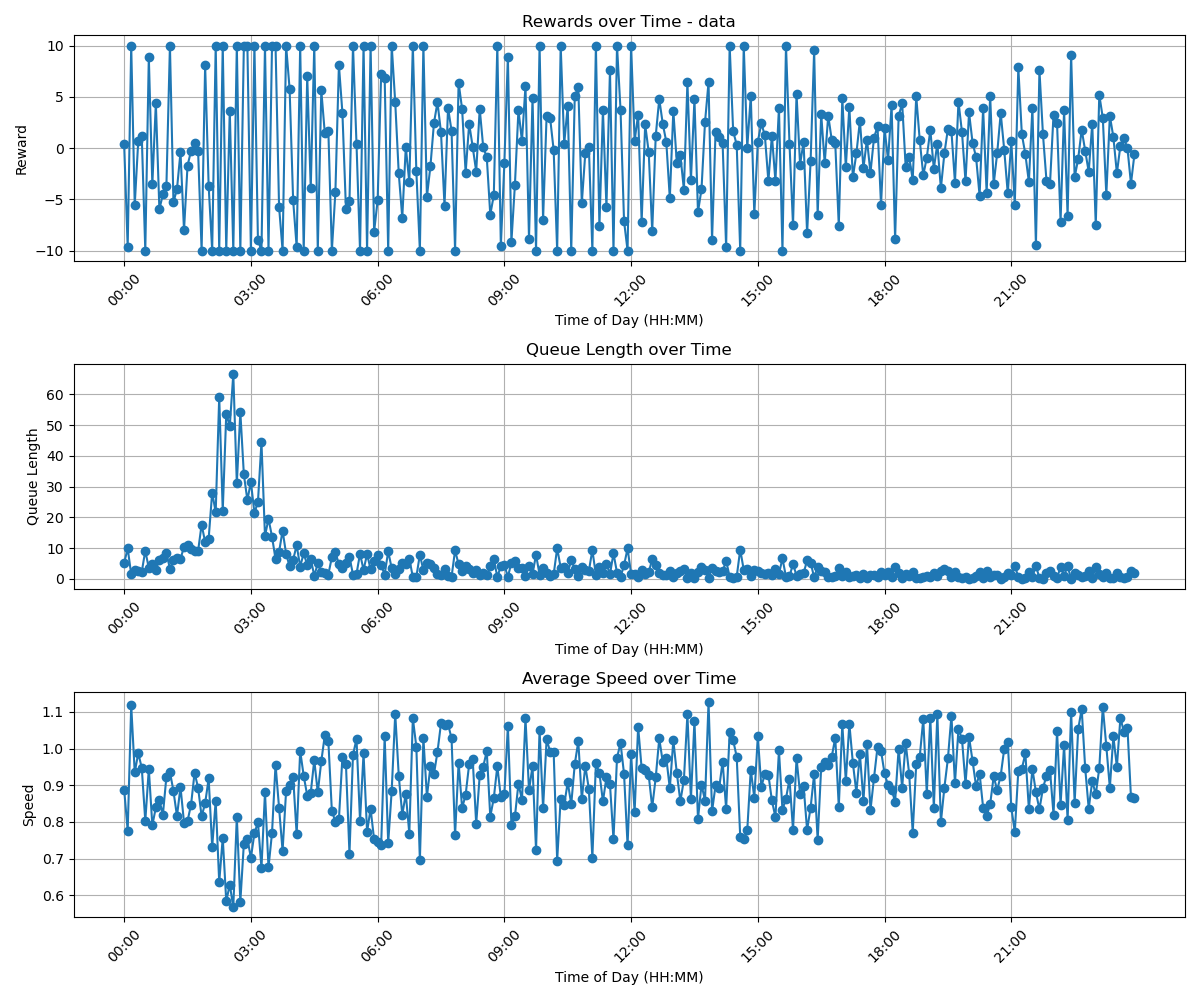 Rewards over Time - data
10
5
0
−5
−10
Reward
00:00 03:00 06:00 09:00 12:00 15:00 18:00 21:00
Time of Day (HH:MM)
Queue Length over Time
60
50
40
30
20
10
0
Queue Length
00:00 03:00 06:00 09:00 12:00 15:00 18:00 21:00
Time of Day (HH:MM)
Average Speed over Time
1.1
1.0
0.9
0.8
0.7
0.6
Speed
00:00 03:00 06:00 09:00 12:00 15:00 18:00 21:00
Time of Day (HH:MM)